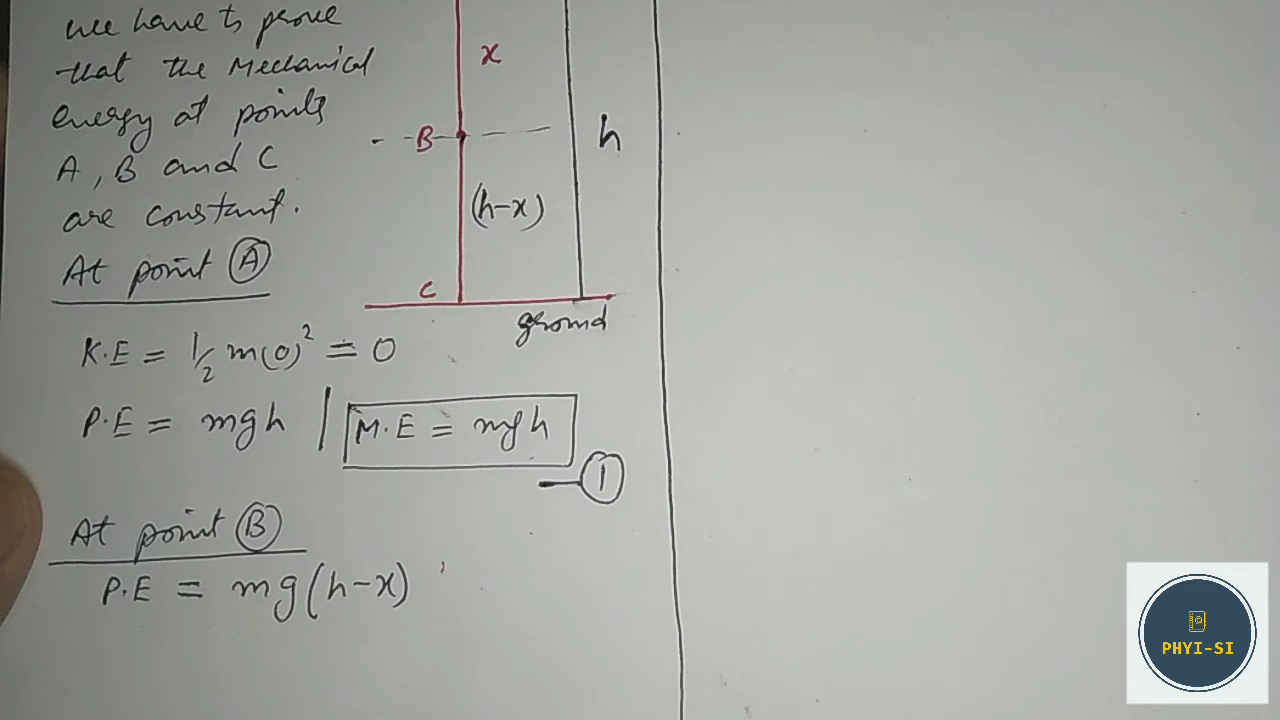 we have to prove
that the Mechanical
energy at points
A, B and C
are constant.
At point Ⓐ
K.E = 1/2 m(0)² = 0
P.E = mgh | M.E = mgh
— ①
At point Ⓑ
P.E = mg(h-x)
x
B
h
(h-x)
C
ground
PHYI-SI